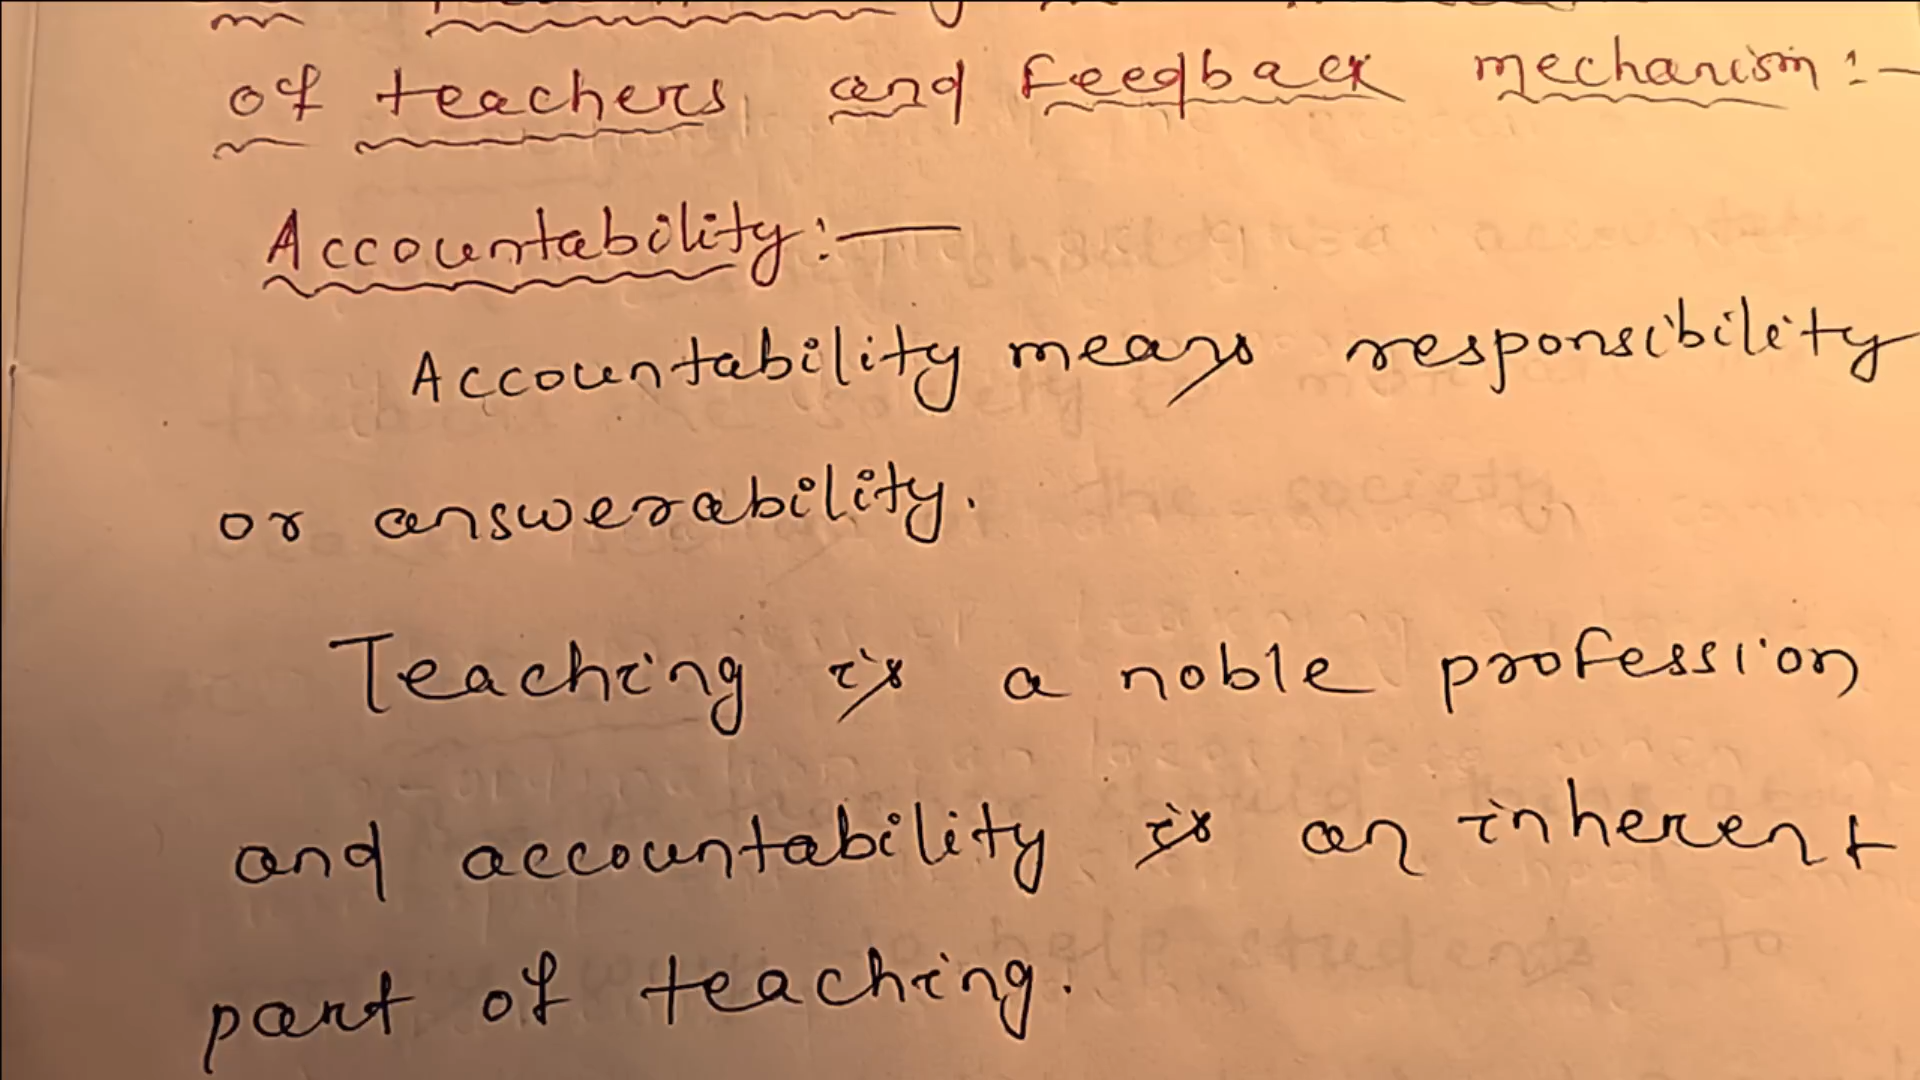 of teachers and Feedback mechanism :-
Accountability :-
Accountability means responsibility
or answerability.
Teaching is a noble profession
and accountability is an inherent
part of teaching.